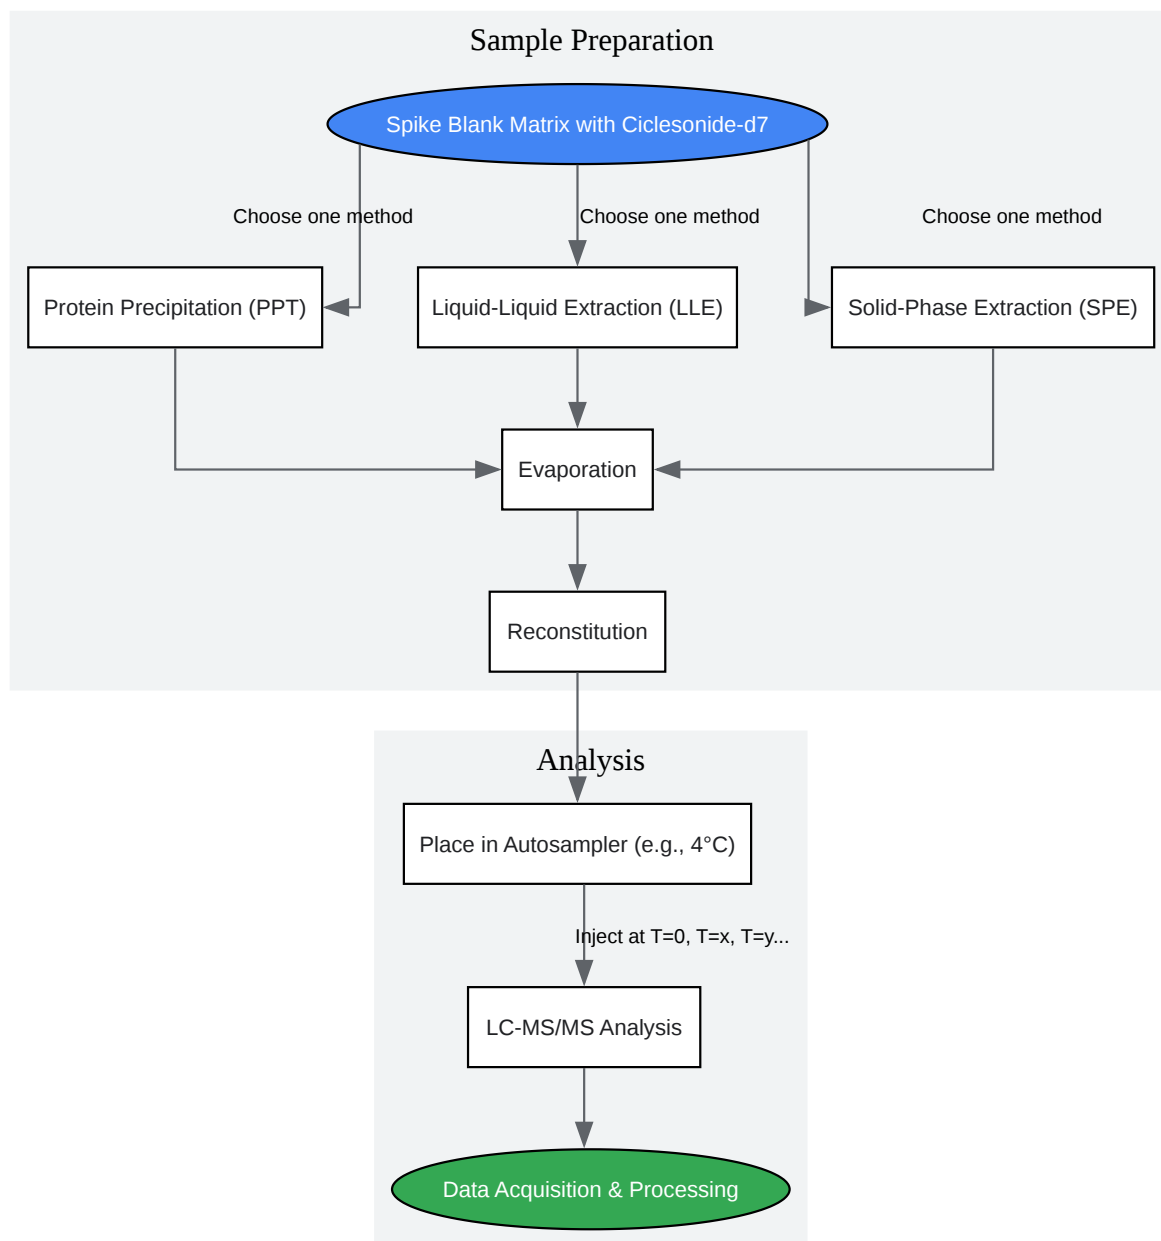 Sample Preparation
Spike Blank Matrix with Ciclesonide-d7
Choose one method
Choose one method
Choose one method
Protein Precipitation (PPT)
Liquid-Liquid Extraction (LLE)
Solid-Phase Extraction (SPE)
Evaporation
Reconstitution
Analysis
Place in Autosampler (e.g., 4°C)
Inject at T=0, T=x, T=y...
LC-MS/MS Analysis
Data Acquisition & Processing